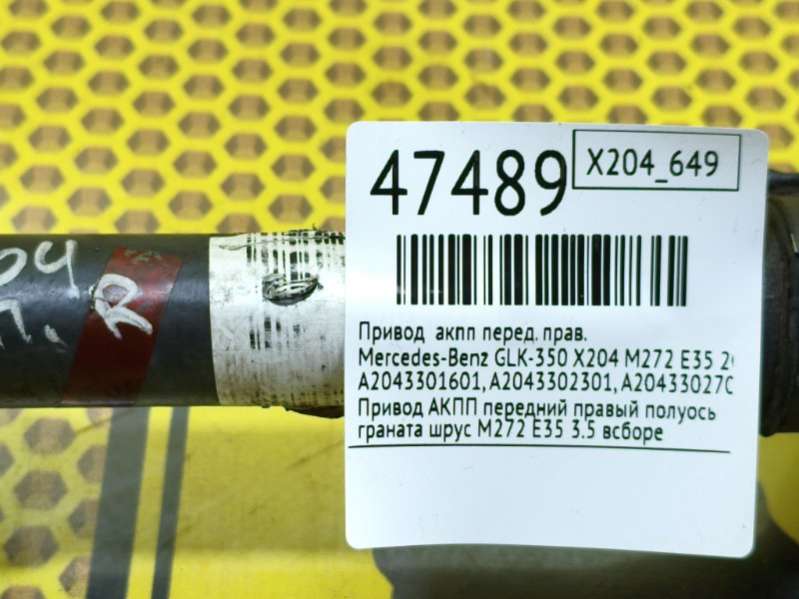 47489
X204_649
Привод акпп перед. прав.
Mercedes-Benz GLK-350 X204 M272 E35
A2043301601, A2043302301, A20433027
Привод АКПП передний правый полуось
граната шрус M272 E35 3.5 всборе
R